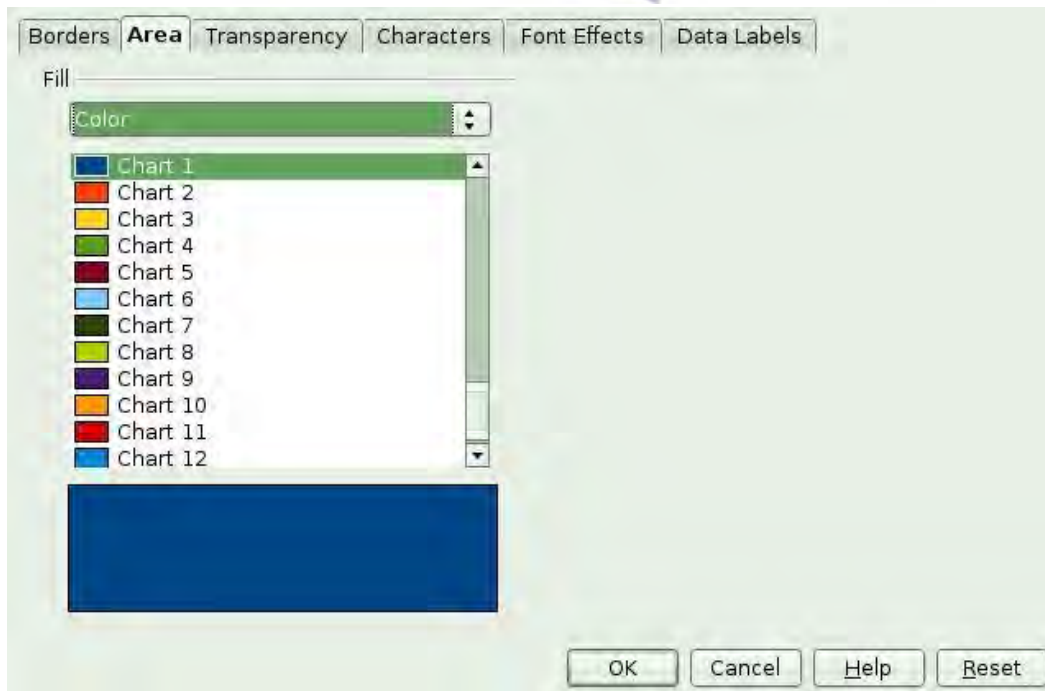 Borders Area Transparency Characters Font Effects Data Labels
Fill
Color
Chart 1
Chart 2
Chart 3
Chart 4
Chart 5
Chart 6
Chart 7
Chart 8
Chart 9
Chart 10
Chart 11
Chart 12
OK Cancel Help Reset